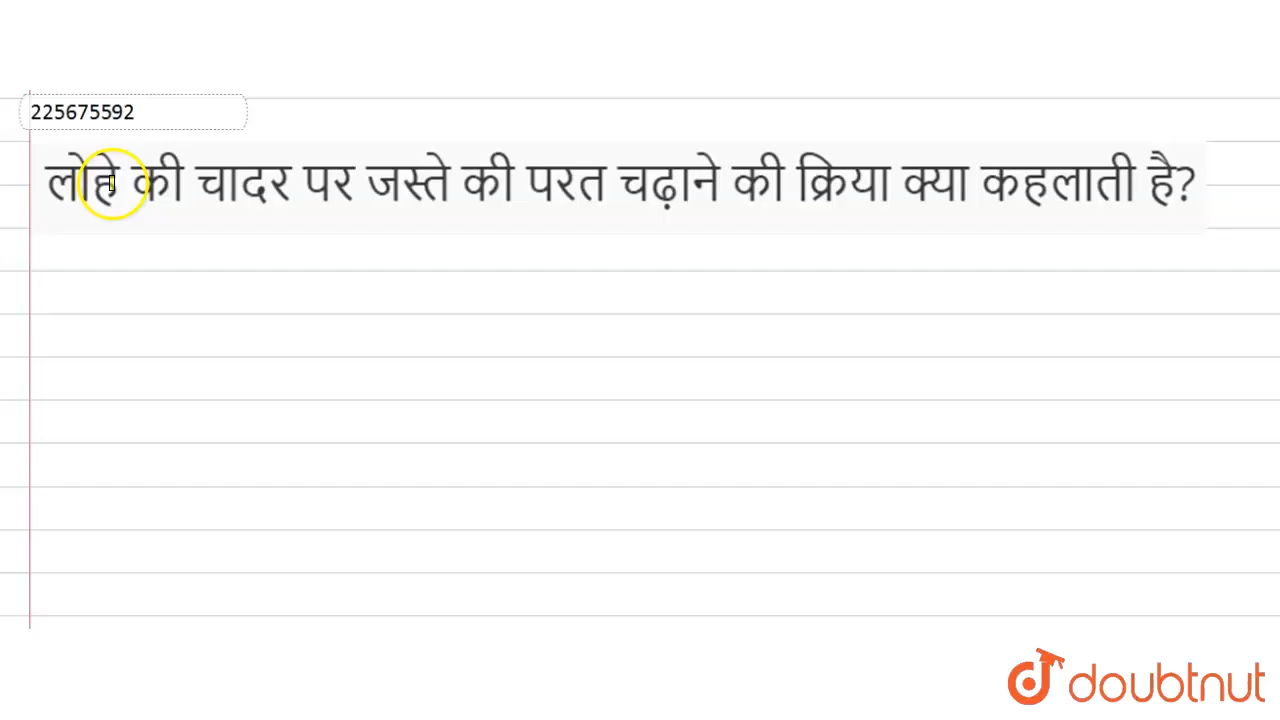 225675592
लोहे की चादर पर जस्ते की परत चढ़ाने की क्रिया क्या कहलाती है?
doubtnut